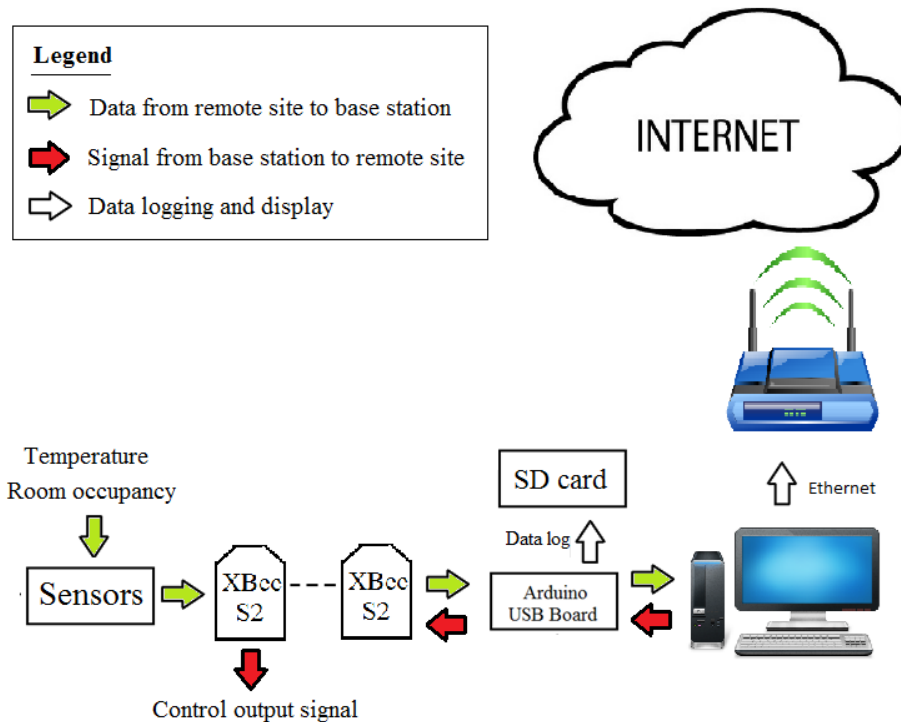 Legend
Data from remote site to base station
Signal from base station to remote site
Data logging and display
INTERNET
Temperature
Room occupancy
SD card
Ethernet
Data log
Sensors
XBee
S2
XBee
S2
Arduino
USB Board
Control output signal